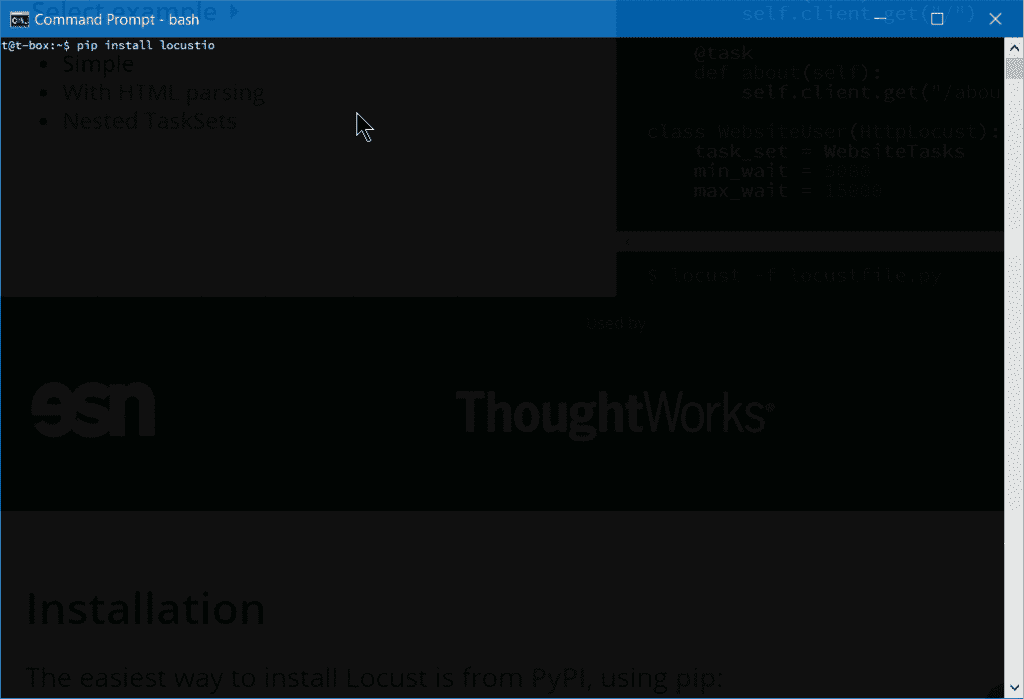 Select example
Command Prompt - bash
self.client.get("/")
t@t-box:~$ pip install locustio
Simple
With HTML parsing
Nested TaskSets
@task
def about(self):
self.client.get("/abou
class WebsiteUser(HttpLocust):
task_set = WebsiteTasks
min_wait = 5000
max_wait = 15000
$ locust -f locustfile.py
Used by
esn
ThoughtWorks®
Installation
The easiest way to install Locust is from PyPI, using pip: